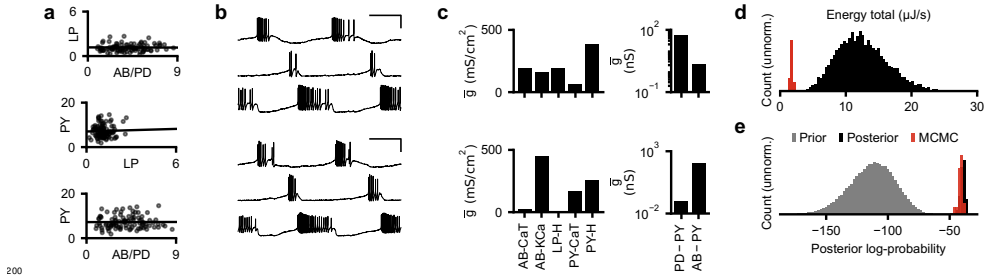 a
LP
6
0
0
AB/PD
9
PY
20
0
0
LP
6
PY
20
0
0
AB/PD
9
b
c
g̅ (mS/cm²)
500
0
g̅ (nS)
10²
10⁻¹
g̅ (mS/cm²)
500
0
AB-CaT
AB-KCa
LP-H
PY-CaT
PY-H
g̅ (nS)
10³
10⁻²
PD – PY
AB – PY
d
Energy total (μJ/s)
Count (unnorm.)
0
10
20
30
e
Prior
Posterior
MCMC
Count (unnorm.)
−150
−100
−50
Posterior log-probability
200